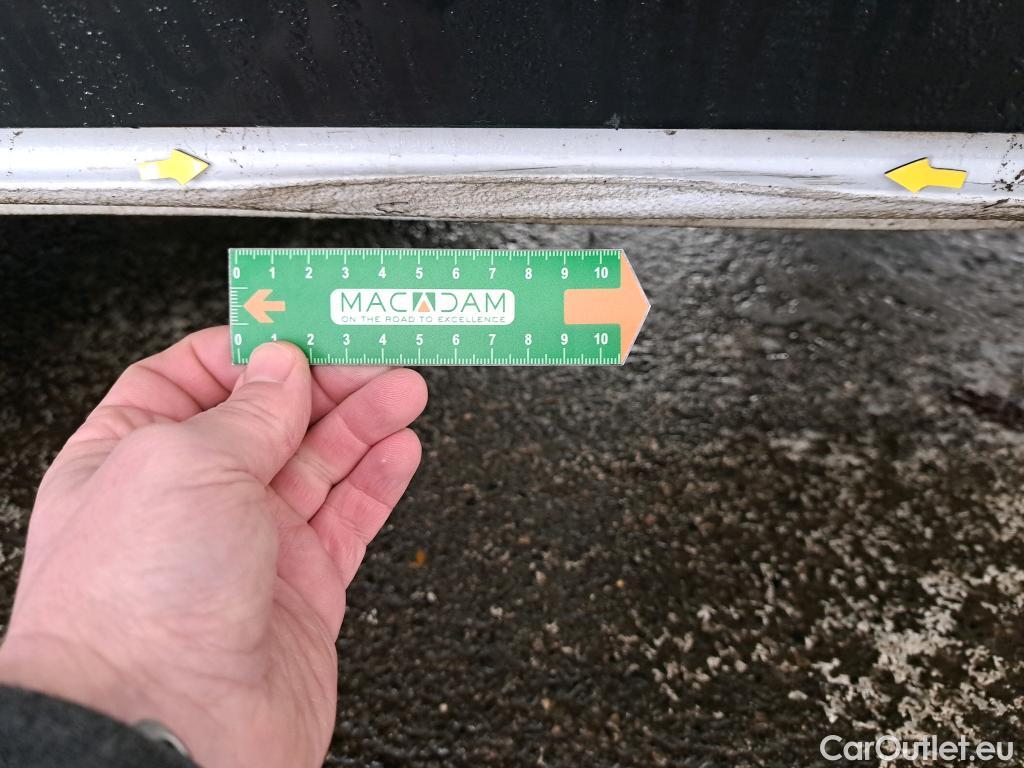 0 1 2 3 4 5 6 7 8 9 10
MACADAM
ON THE ROAD TO EXCELLENCE
0 1 2 3 4 5 6 7 8 9 10
CarOutlet.eu